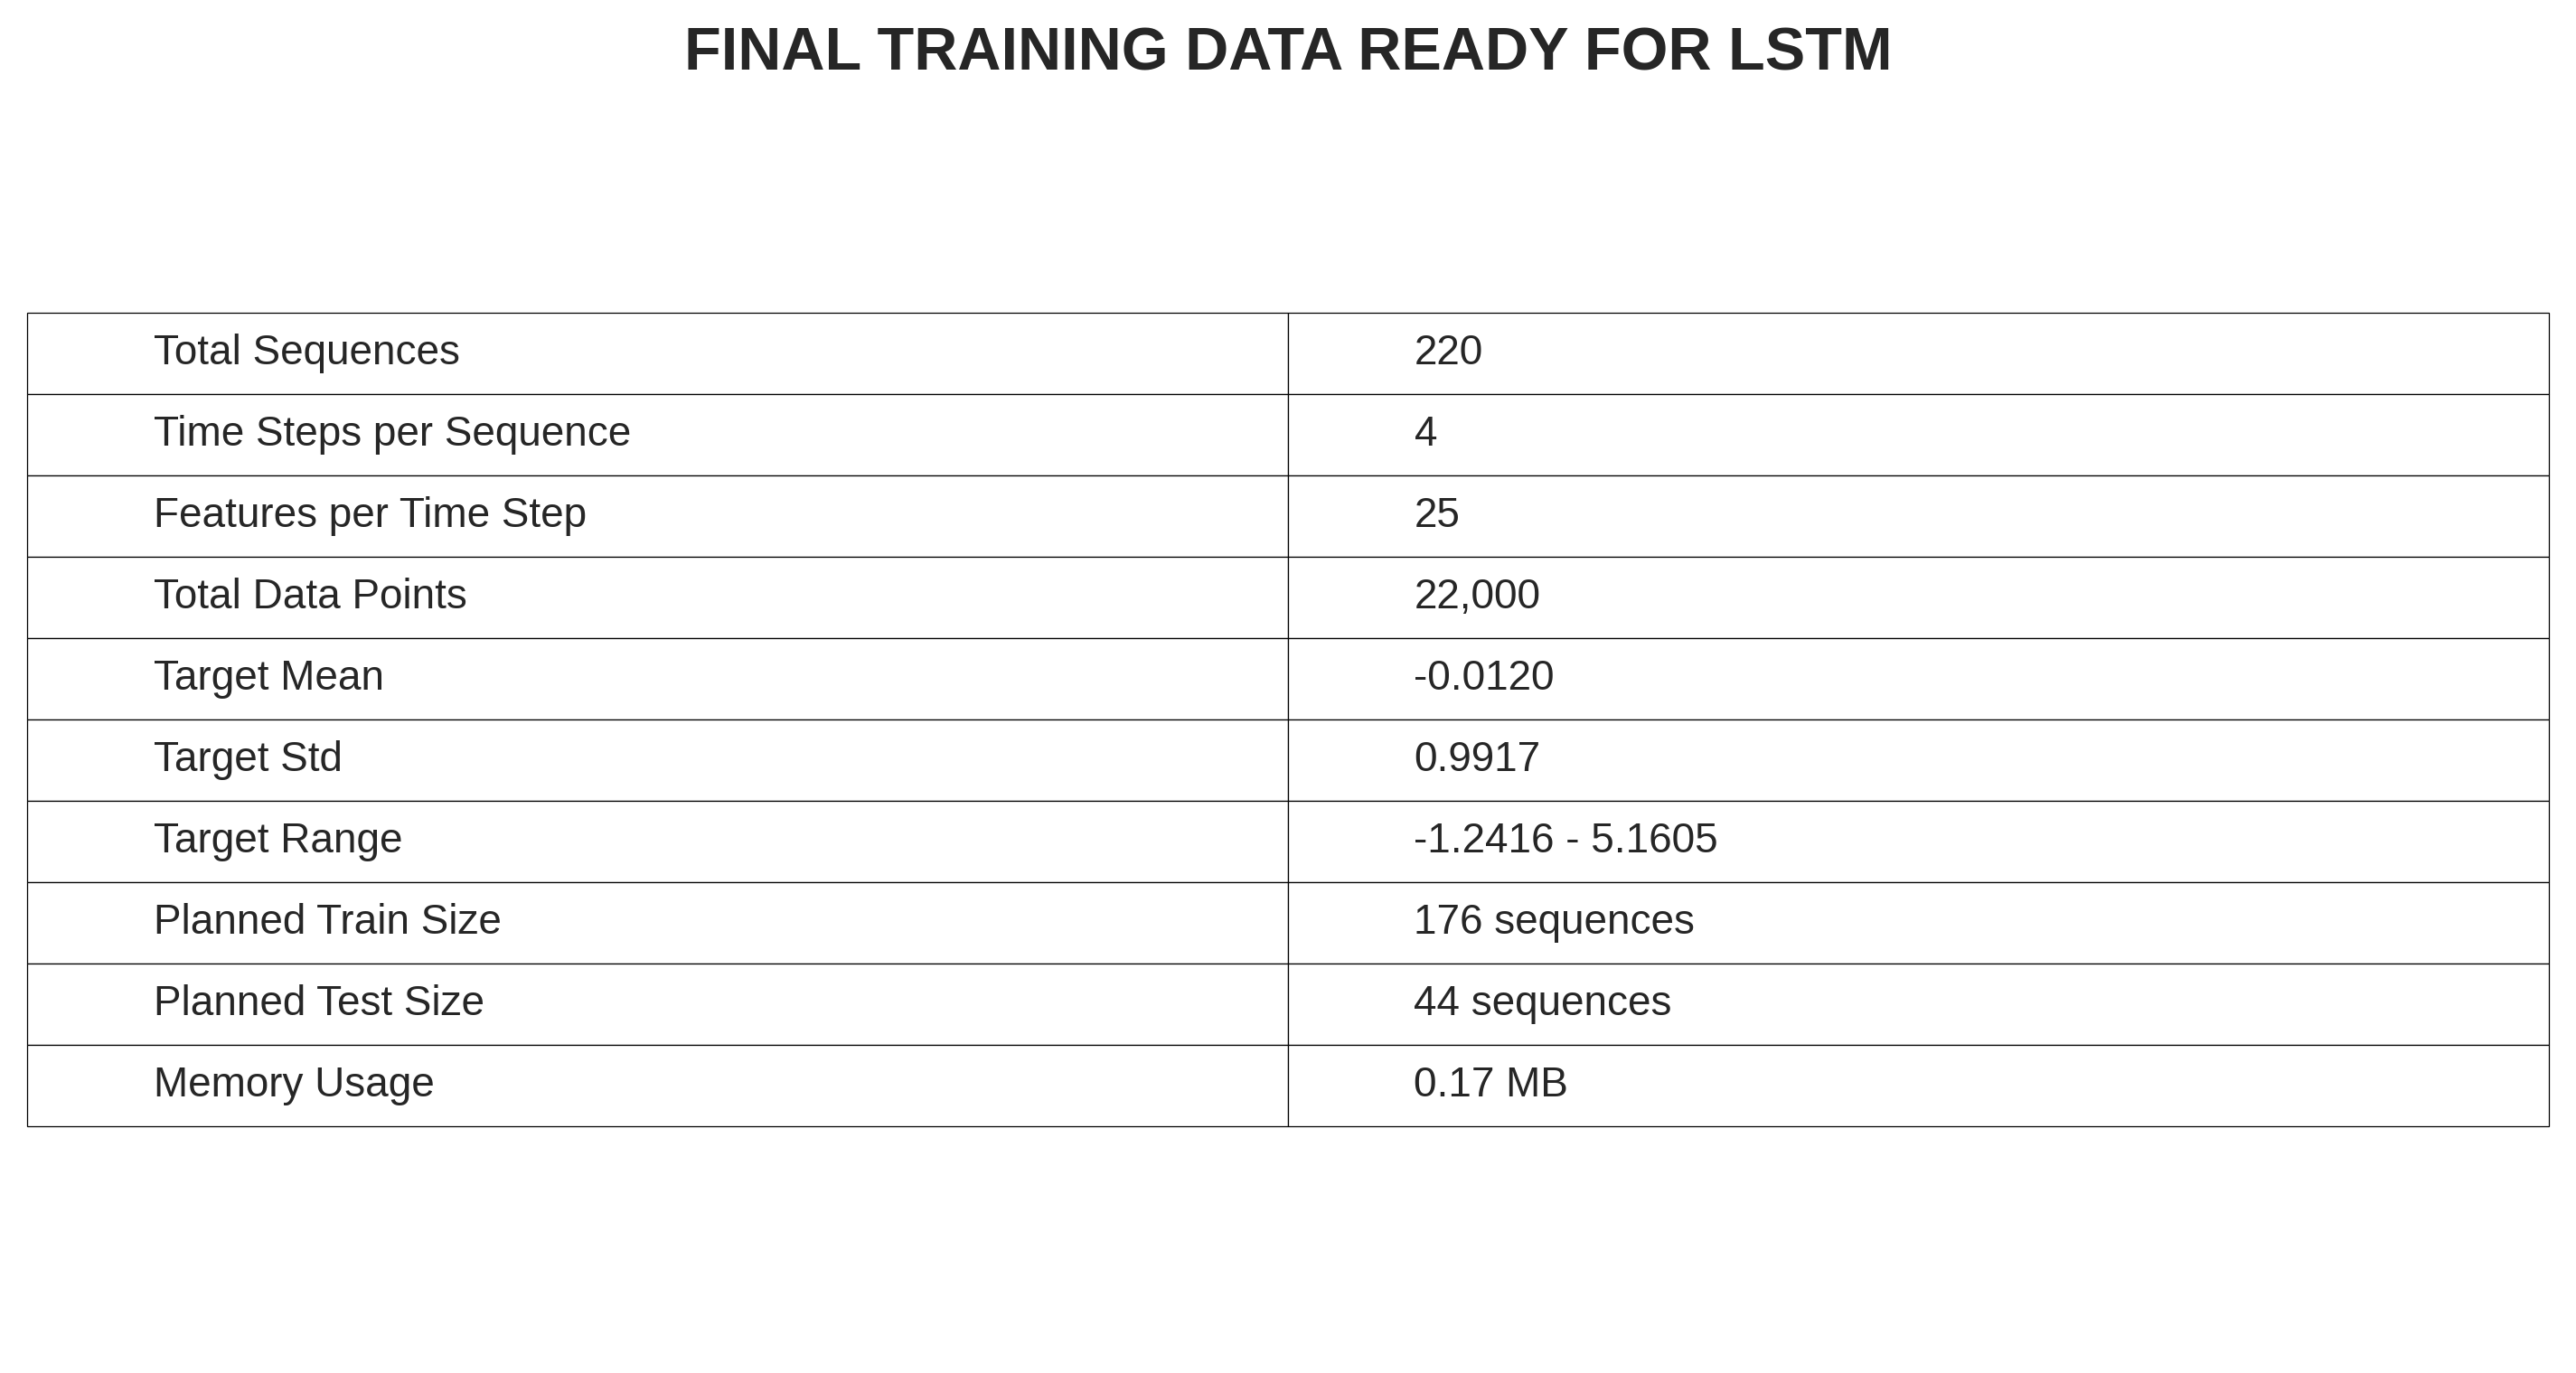 FINAL TRAINING DATA READY FOR LSTM
Total Sequences 220
Time Steps per Sequence 4
Features per Time Step 25
Total Data Points 22,000
Target Mean -0.0120
Target Std 0.9917
Target Range -1.2416 - 5.1605
Planned Train Size 176 sequences
Planned Test Size 44 sequences
Memory Usage 0.17 MB